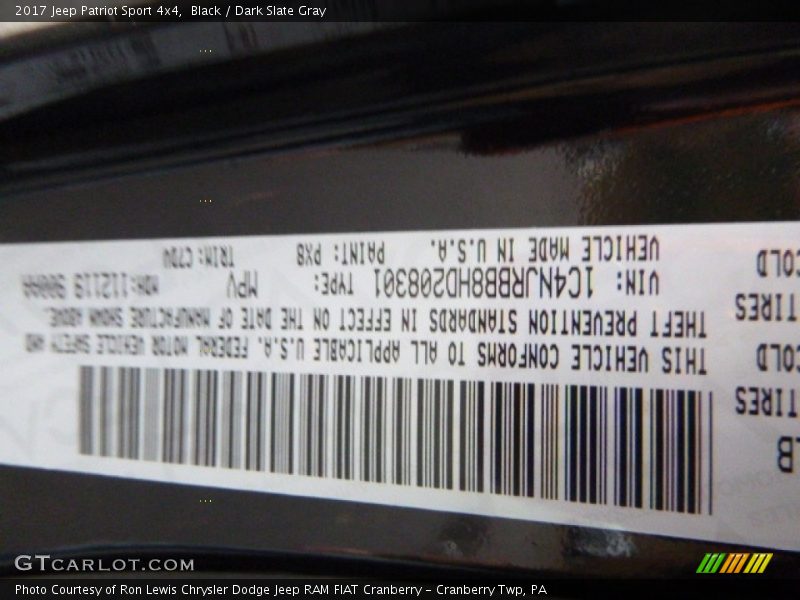 2017 Jeep Patriot Sport 4x4, Black / Dark Slate Gray
THIS VEHICLE CONFORMS TO ALL APPLICABLE U.S.A. FEDERAL MOTOR VEHICLE SAFETY AND
THEFT PREVENTION STANDARDS IN EFFECT ON THE DATE OF MANUFACTURE SHOWN ABOVE.
VIN: 1C4NJRBB8HD208301 TYPE: MPV MDH: 112119 900AA
VEHICLE MADE IN U.S.A. PAINT: PX8 TRIM:
LB
TIRES
COLD
TIRES
COLD
GTCARLOT.COM
Photo Courtesy of Ron Lewis Chrysler Dodge Jeep RAM FIAT Cranberry – Cranberry Twp, PA